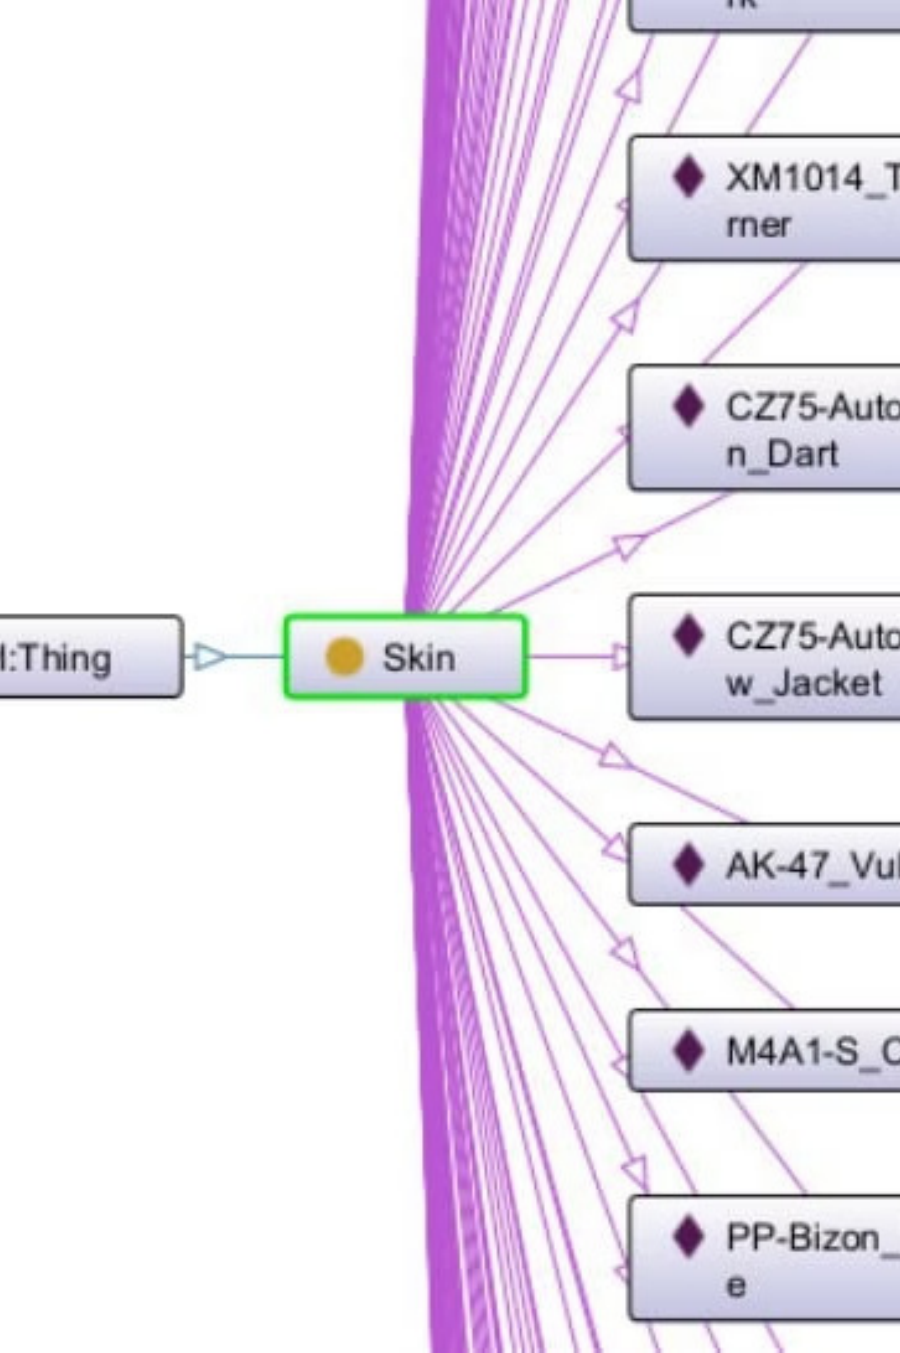 XM1014_T
rner
CZ75-Auto
n_Dart
:Thing
Skin
CZ75-Auto
w_Jacket
AK-47_Vul
M4A1-S_C
PP-Bizon_
e